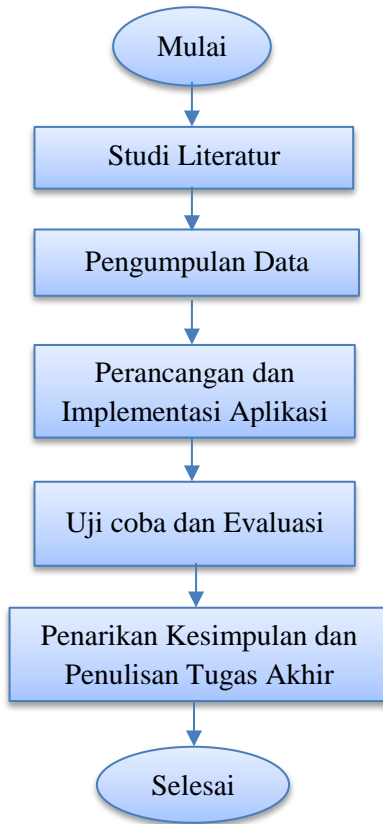 Mulai
Studi Literatur
Pengumpulan Data
Perancangan dan
Implementasi Aplikasi
Uji coba dan Evaluasi
Penarikan Kesimpulan dan
Penulisan Tugas Akhir
Selesai